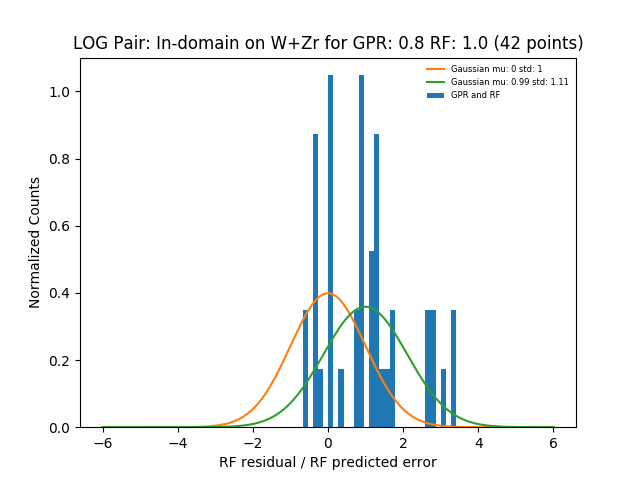 LOG Pair: In-domain on W+Zr for GPR: 0.8 RF: 1.0 (42 points)
Gaussian mu: 0 std: 1
Gaussian mu: 0.99 std: 1.11
GPR and RF
Normalized Counts
1.0
0.8
0.6
0.4
0.2
0.0
−6 −4 −2 0 2 4 6
RF residual / RF predicted error